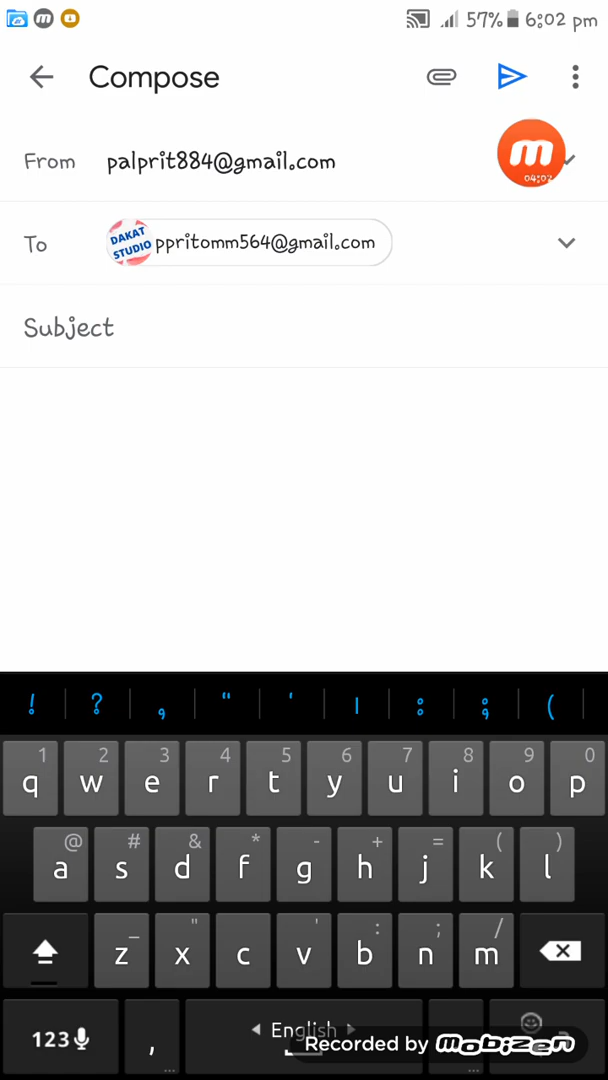 57% 6:02 pm
Compose
From palprit884@gmail.com
m
04:02
To DAKAT STUDIO ppritomm564@gmail.com
Subject
! ? , " ' । : ; (
1 2 3 4 5 6 7 8 9 0
q w e r t y u i o p
@ # & * - + = ( )
a s d f g h j k l
_ " ' : ; /
z x c v b n m
123 , English
Recorded by mobizen